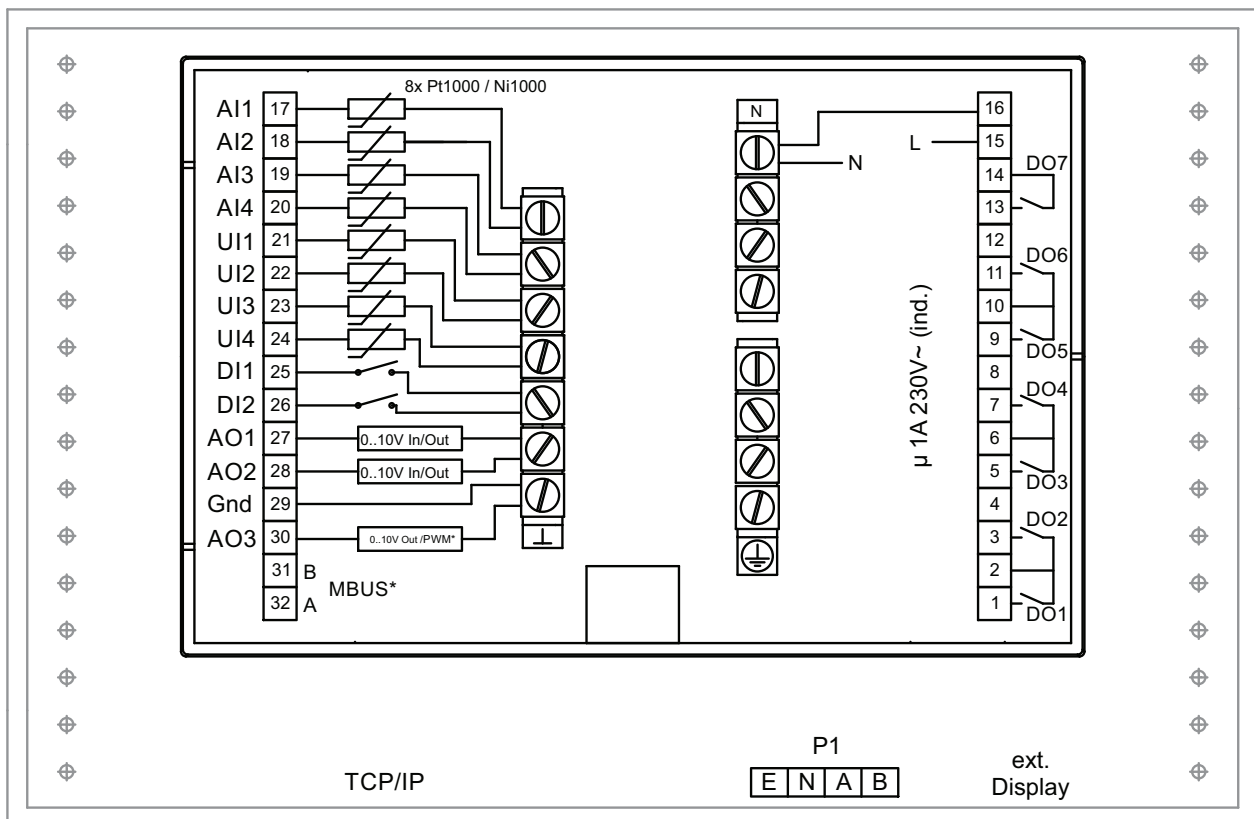 8x Pt1000 / Ni1000
AI1 17
AI2 18
AI3 19
AI4 20
UI1 21
UI2 22
UI3 23
UI4 24
DI1 25
DI2 26
AO1 27 0..10V In/Out
AO2 28 0..10V In/Out
Gnd 29
AO3 30 0..10V Out /PWM*
31 B
MBUS*
32 A
N
N
L
µ 1A 230V~ (ind.)
16
15
14 DO7
13
12
11 DO6
10
9 DO5
8
7 DO4
6
5 DO3
4
3 DO2
2
1 DO1
TCP/IP
P1
E N A B
ext.
Display